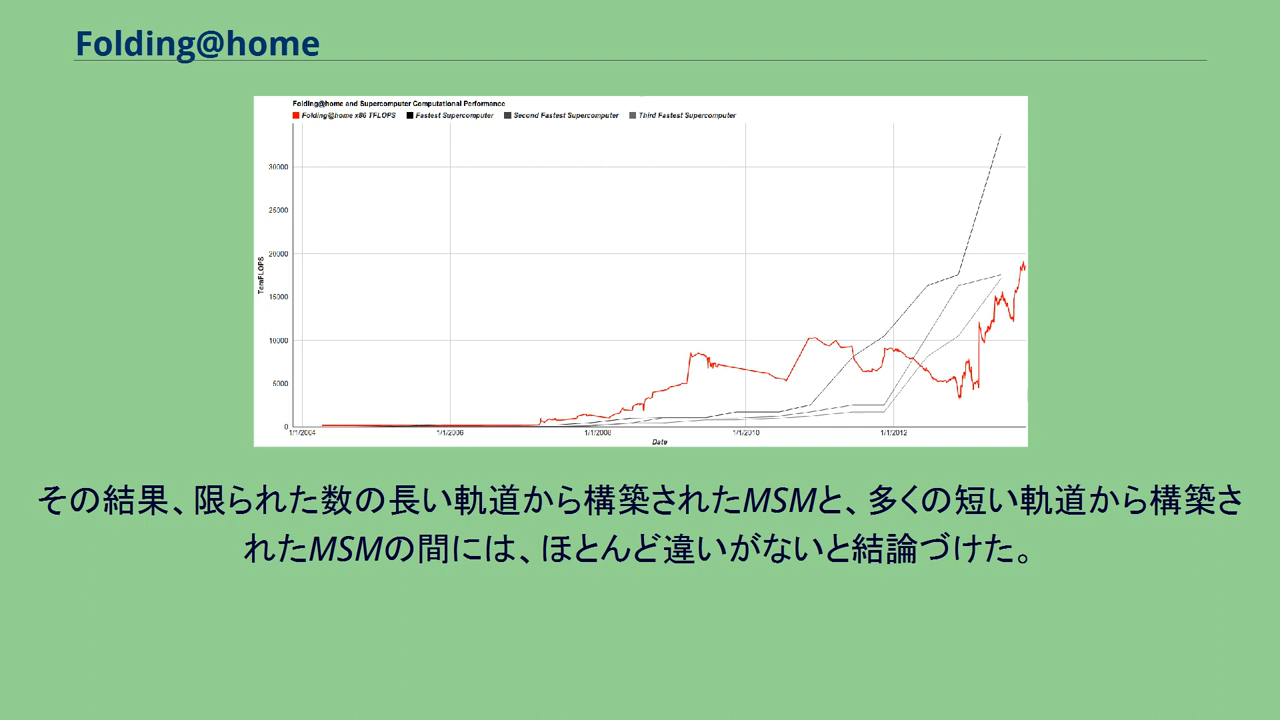 Folding@home
Folding@home and Supercomputer Computational Performance
Folding@home x86 TFLOPS Fastest Supercomputer Second Fastest Supercomputer Third Fastest Supercomputer
30000
25000
20000
15000
10000
5000
0
TeraFLOPS
1/1/2004 1/1/2006 1/1/2008 1/1/2010 1/1/2012
Date
その結果、限られた数の長い軌道から構築されたMSMと、多くの短い軌道から構築さ
れたMSMの間には、ほとんど違いがないと結論づけた。